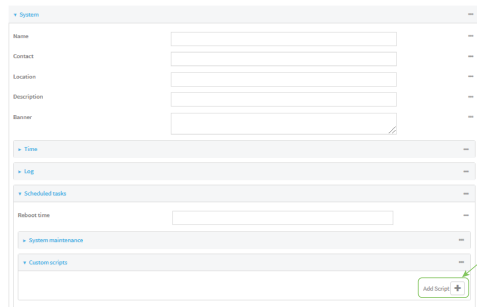 System
Name
Contact
Location
Description
Banner
Time
Log
Scheduled tasks
Reboot time
System maintenance
Custom scripts
Add Script